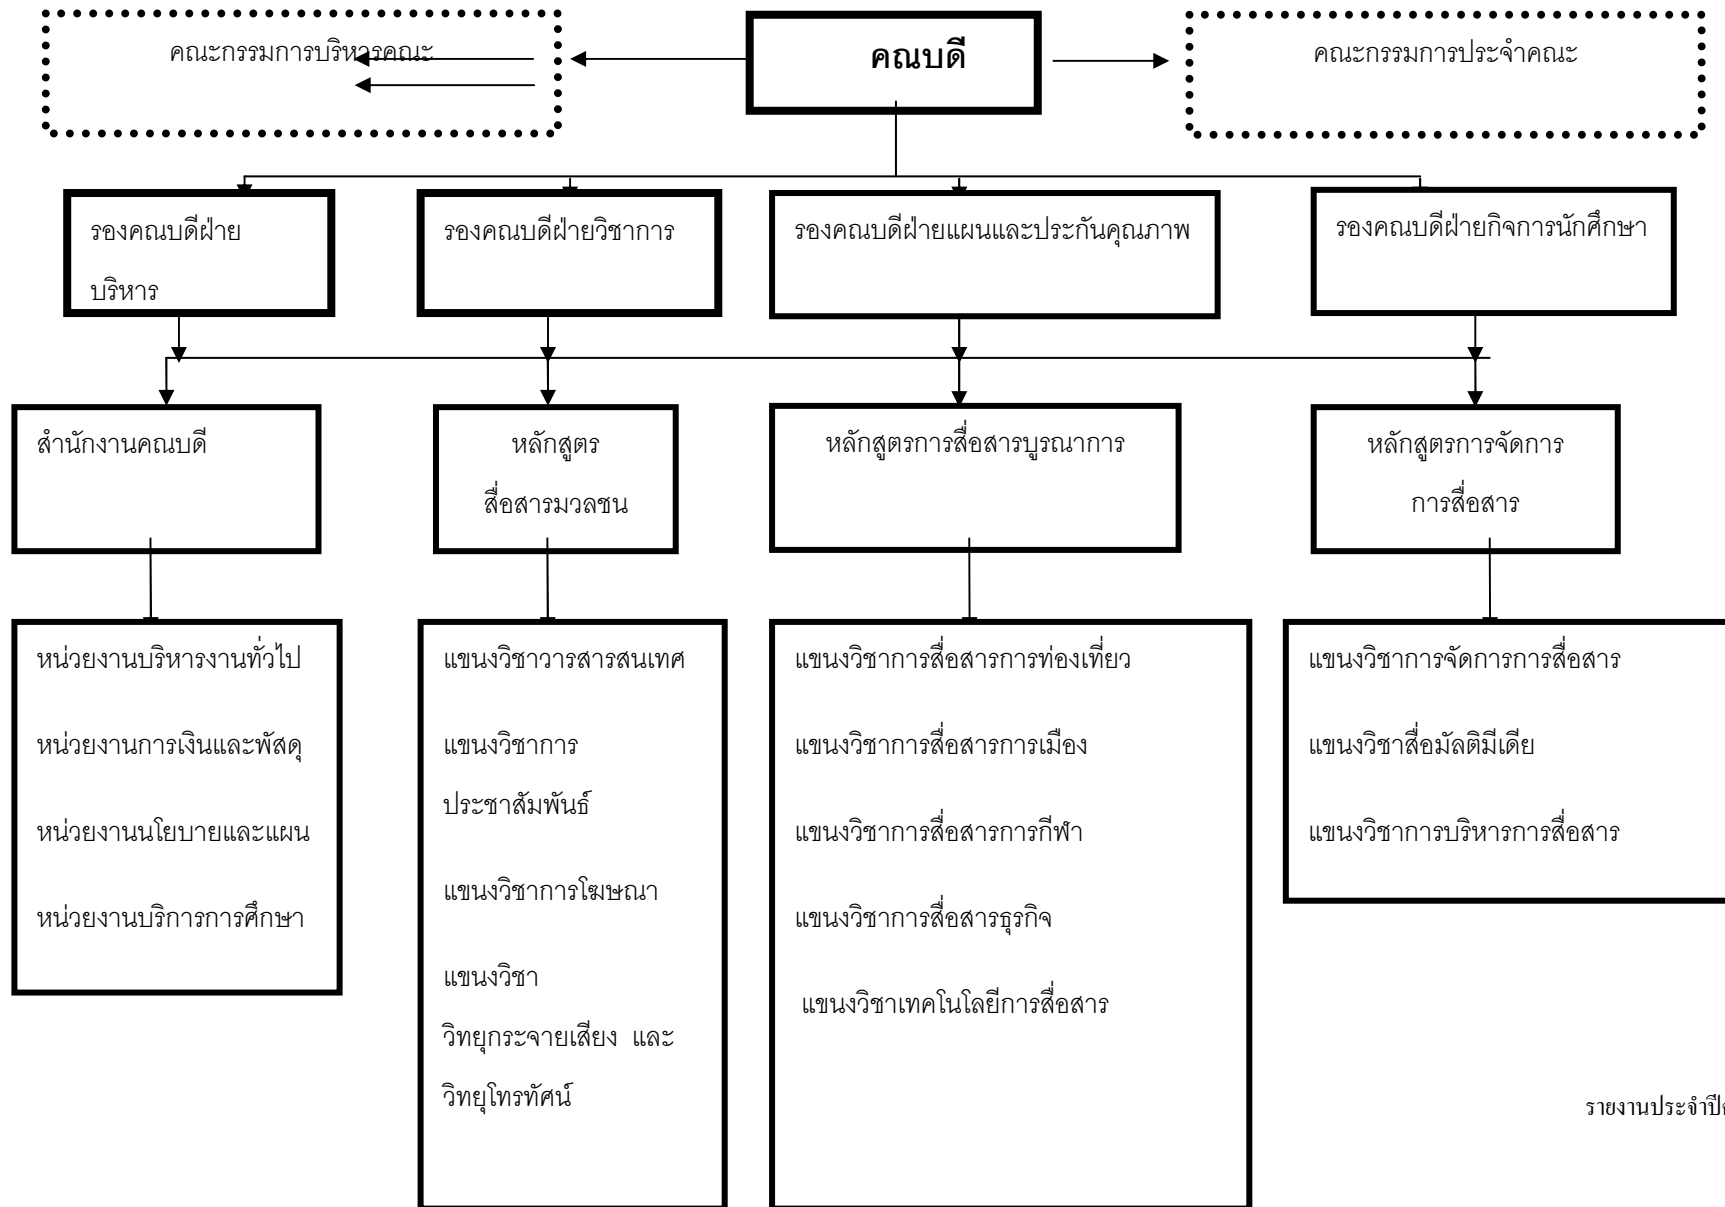 คณะกรรมการบริหารคณะ
คณบดี
คณะกรรมการประจำคณะ
รองคณบดีฝ่าย
บริหาร
รองคณบดีฝ่ายวิชาการ
รองคณบดีฝ่ายแผนและประกันคุณภาพ
รองคณบดีฝ่ายกิจการนักศึกษา
สำนักงานคณบดี
หลักสูตร
สื่อสารมวลชน
หลักสูตรการสื่อสารบูรณาการ
หลักสูตรการจัดการ
การสื่อสาร
หน่วยงานบริหารงานทั่วไป
หน่วยงานการเงินและพัสดุ
หน่วยงานนโยบายและแผน
หน่วยงานบริการการศึกษา
แขนงวิชาวารสารสนเทศ
แขนงวิชาการ
ประชาสัมพันธ์
แขนงวิชาการโฆษณา
แขนงวิชา
วิทยุกระจายเสียง และ
วิทยุโทรทัศน์
แขนงวิชาการสื่อสารการท่องเที่ยว
แขนงวิชาการสื่อสารการเมือง
แขนงวิชาการสื่อสารการกีฬา
แขนงวิชาการสื่อสารธุรกิจ
แขนงวิชาเทคโนโลยีการสื่อสาร
แขนงวิชาการจัดการการสื่อสาร
แขนงวิชาสื่อมัลติมีเดีย
แขนงวิชาการบริหารการสื่อสาร
รายงานประจำปี